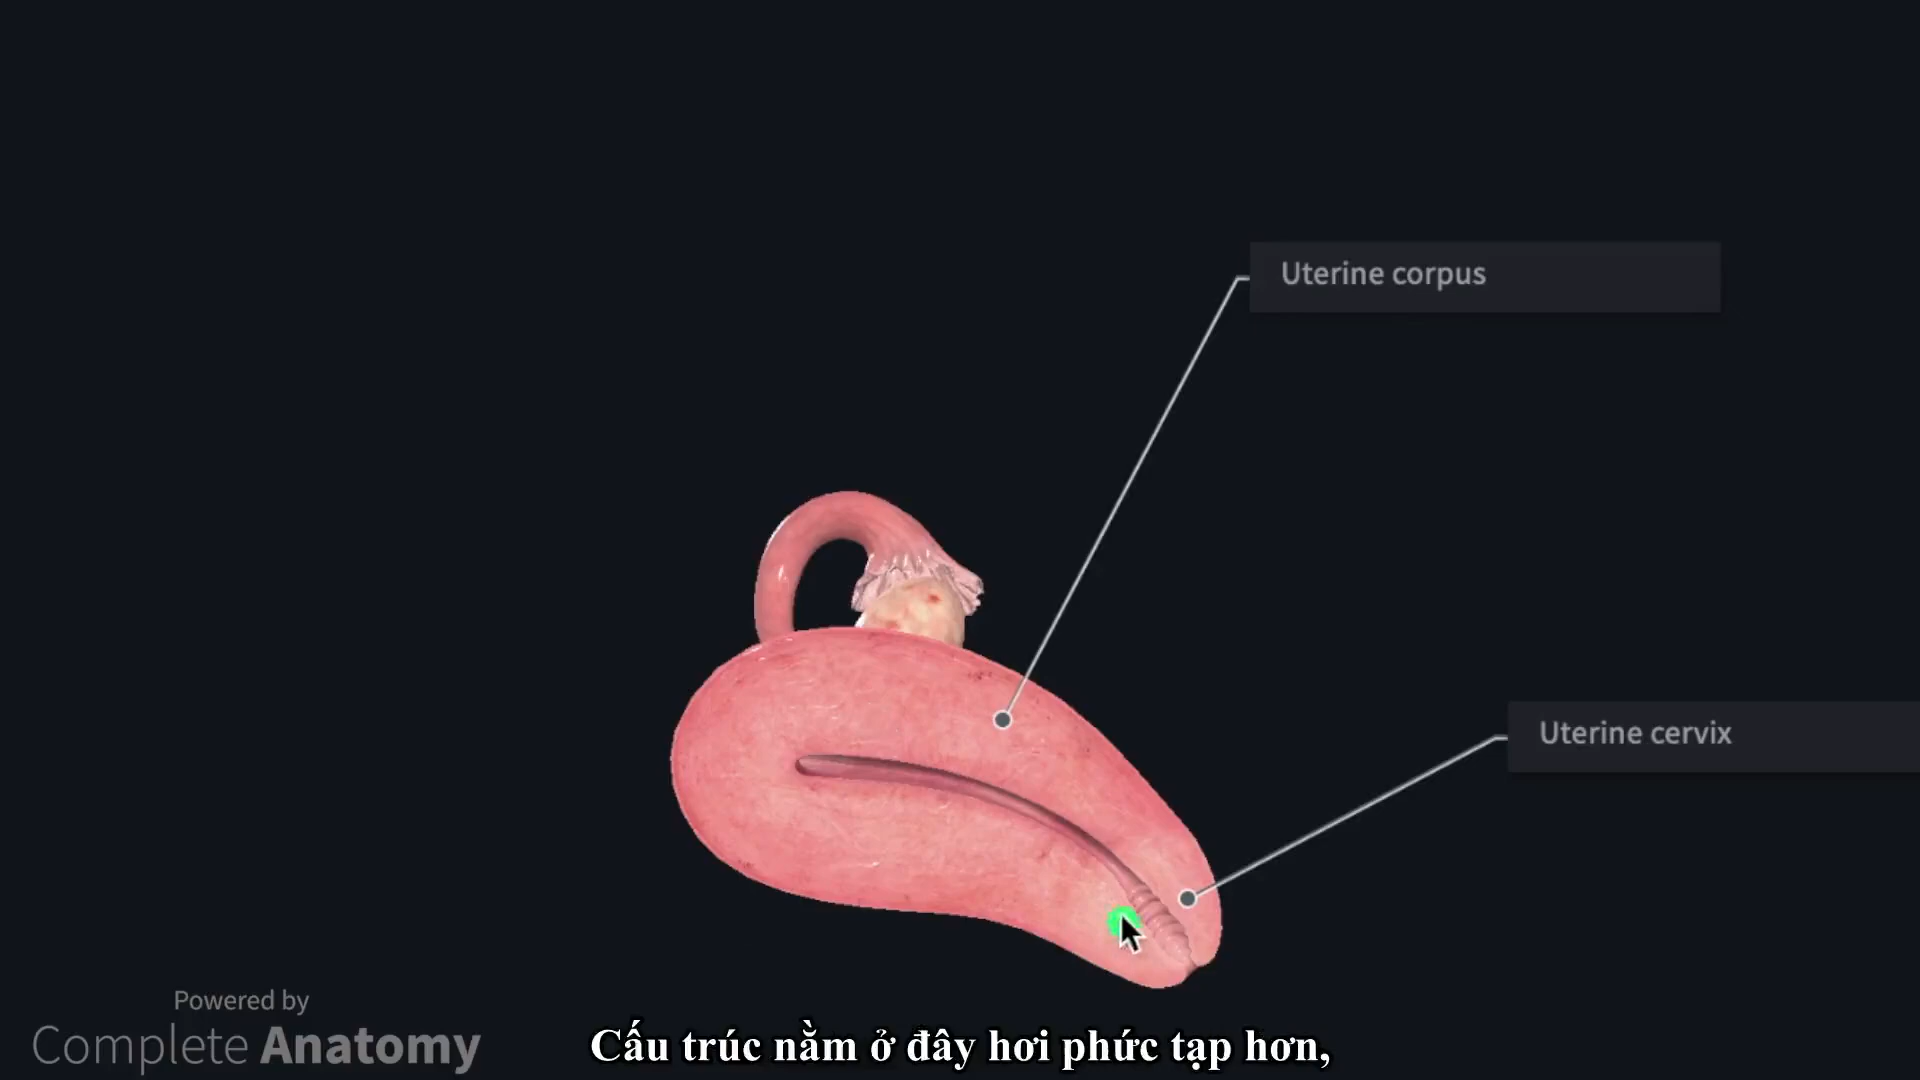 Uterine corpus
Uterine cervix
Powered by
Complete Anatomy
Cấu trúc nằm ở đây hơi phức tạp hơn,